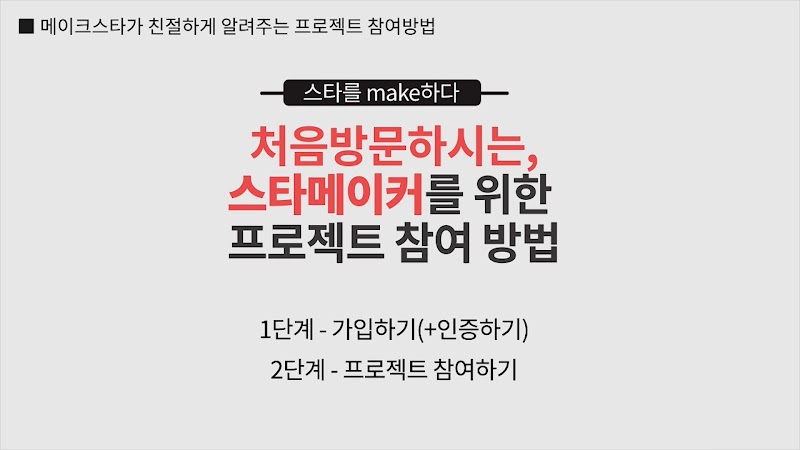 ■ 메이크스타가 친절하게 알려주는 프로젝트 참여방법
스타를 make하다
처음방문하시는,
스타메이커를 위한
프로젝트 참여 방법
1단계 - 가입하기(+인증하기)
2단계 - 프로젝트 참여하기